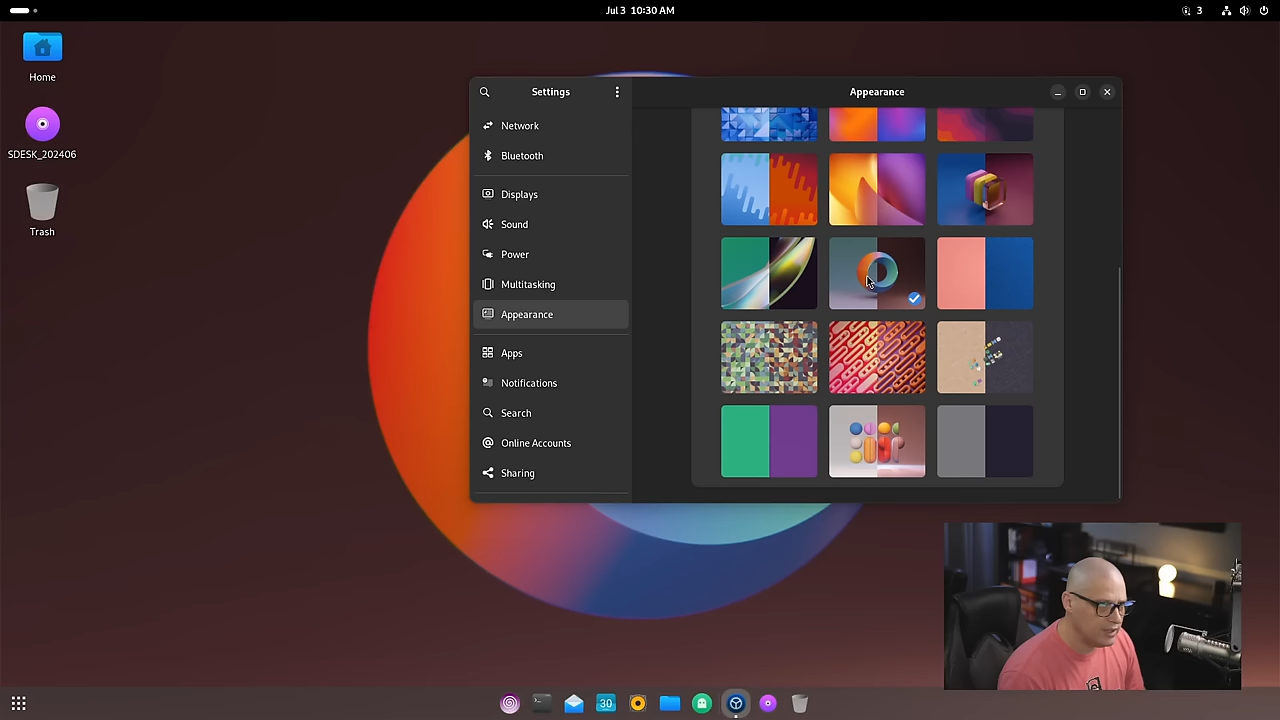 Jul 3 10:30 AM
3
Home
SDESK_202406
Trash
Settings
Appearance
Network
Bluetooth
Displays
Sound
Power
Multitasking
Appearance
Apps
Notifications
Search
Online Accounts
Sharing
30